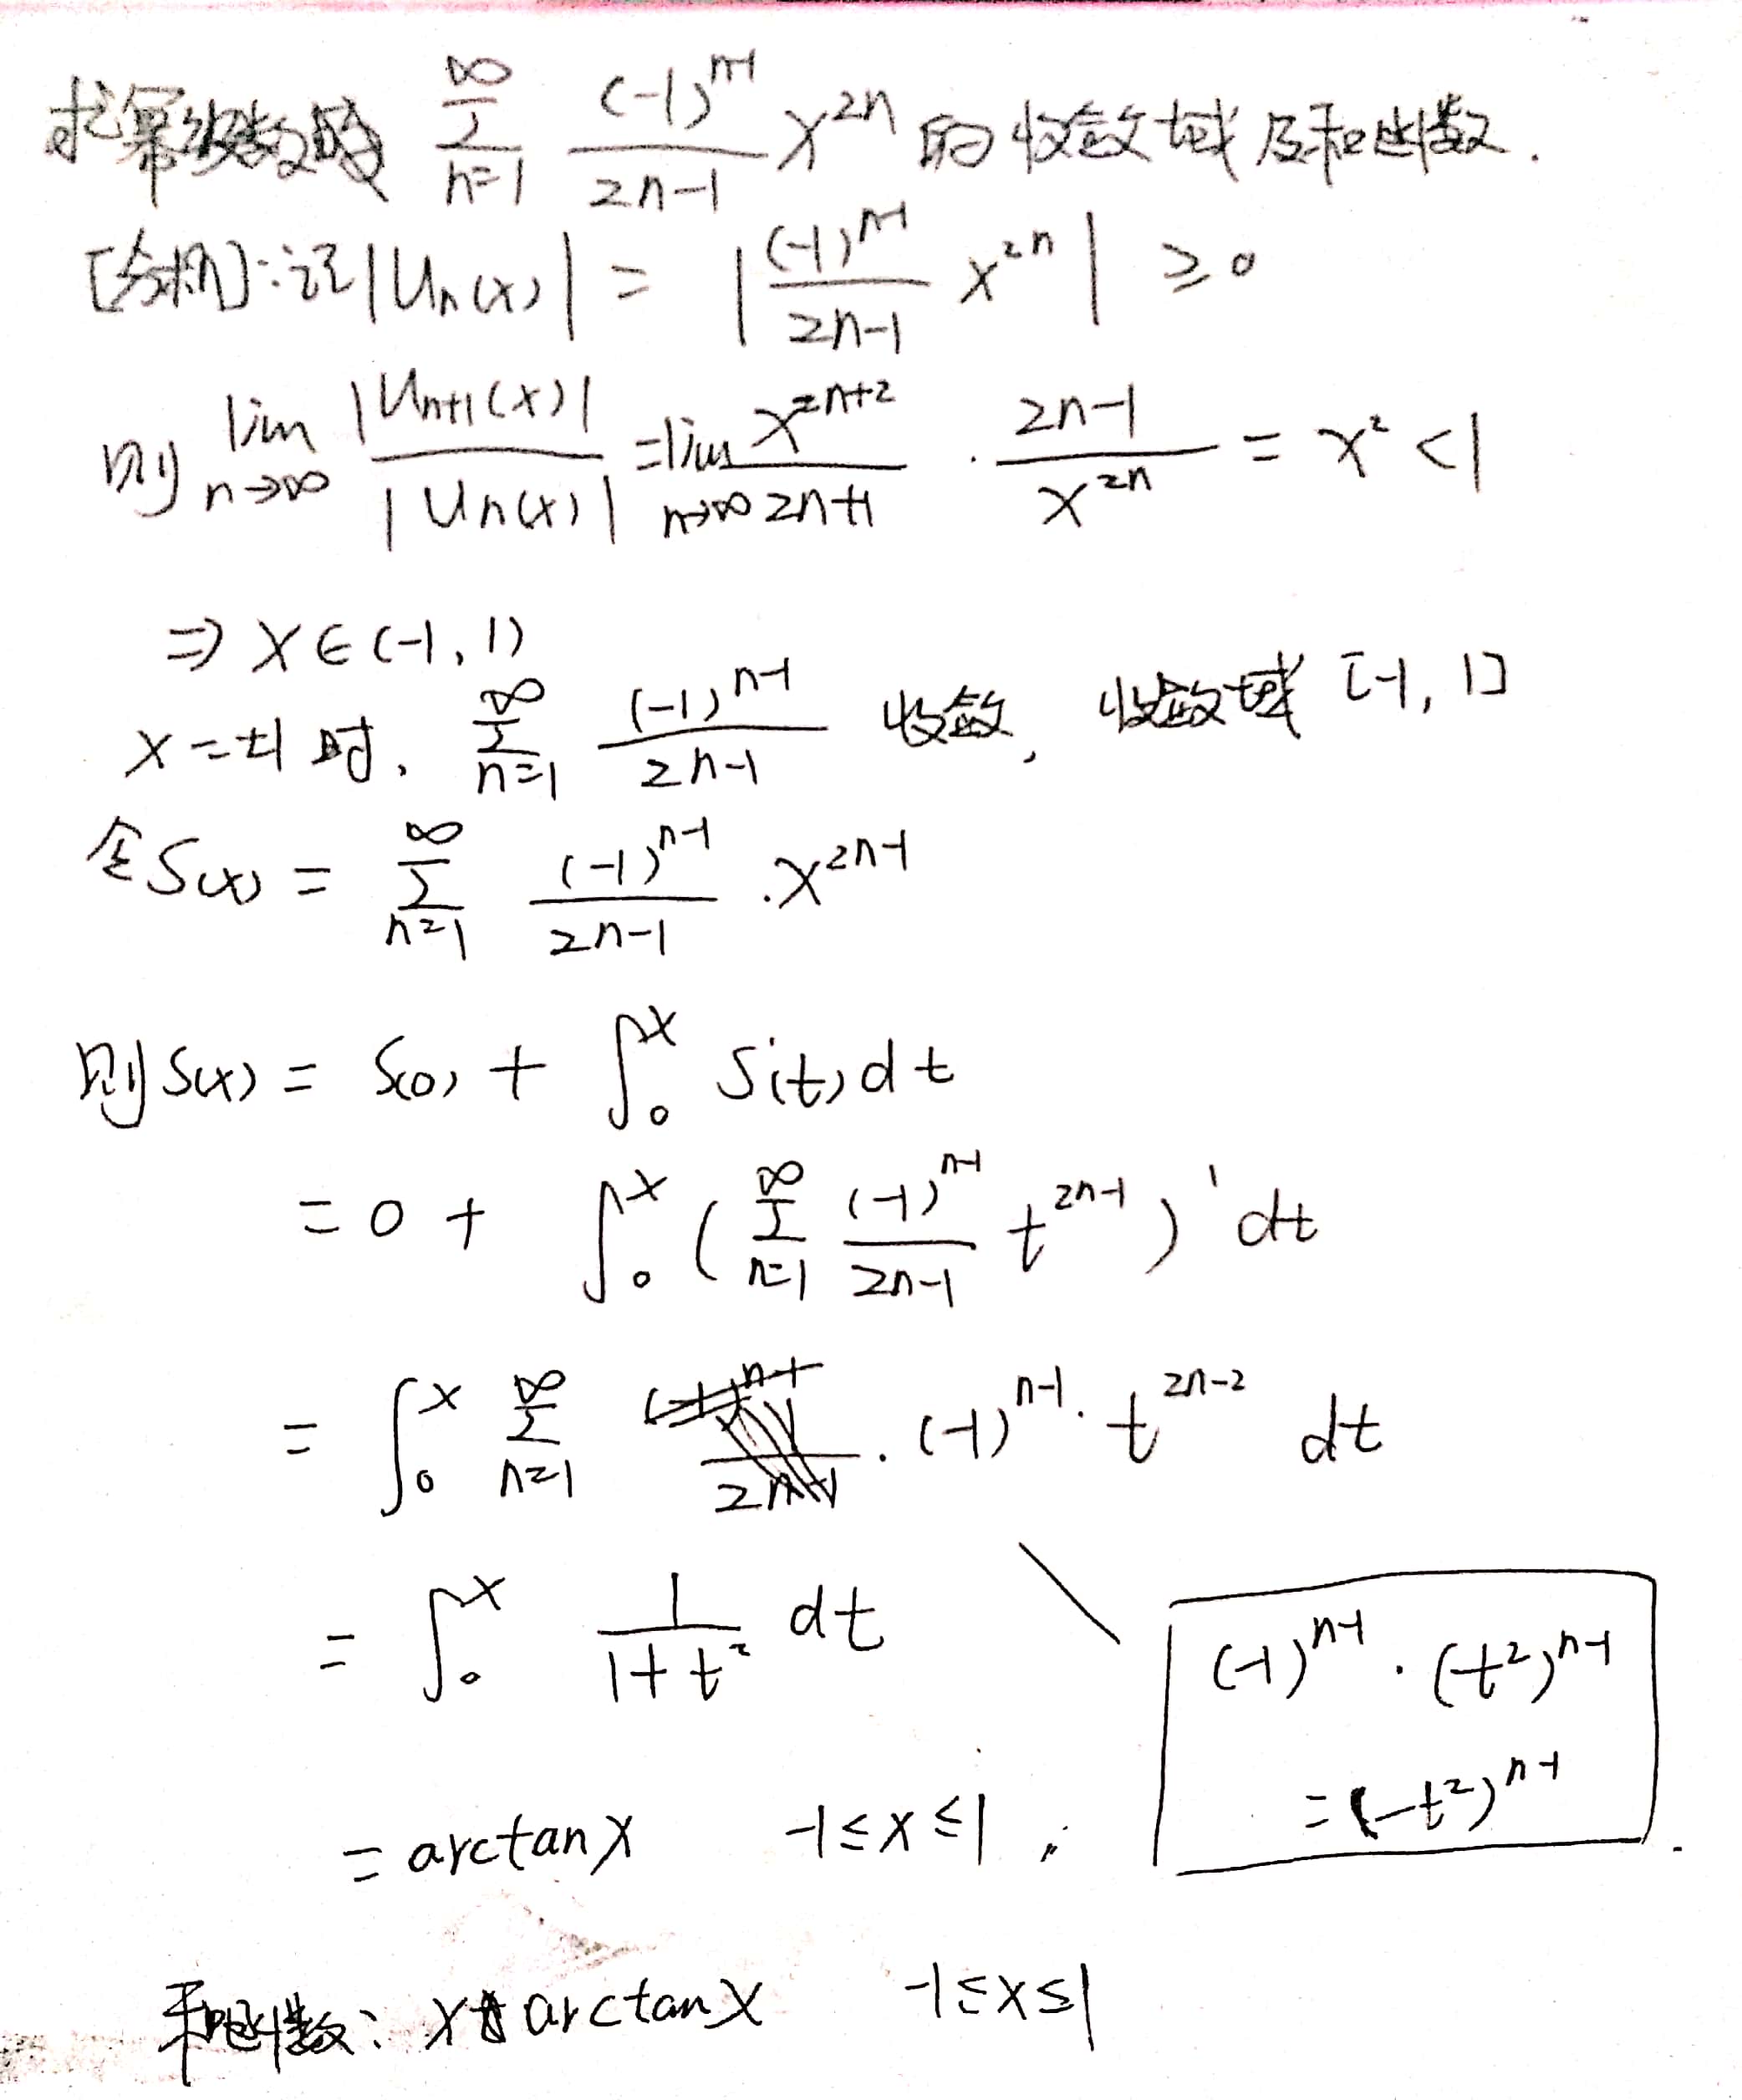 求幂级数的 $\sum_{n=1}^{\infty} \frac{(-1)^{n-1}}{2n-1} x^{2n}$ 的收敛域及和函数.
[分析]:记 $|U_n(x)| = \left| \frac{(-1)^{n-1}}{2n-1} x^{2n} \right| \geq 0$
则 $\lim_{n\to\infty} \frac{|U_{n+1}(x)|}{|U_n(x)|} = \lim_{n\to\infty} \frac{x^{2n+2}}{2n+1} \cdot \frac{2n-1}{x^{2n}} = x^2 < 1$
$\Rightarrow x \in (-1, 1)$
$x = \pm 1$ 时, $\sum_{n=1}^{\infty} \frac{(-1)^{n-1}}{2n-1}$ 收敛, 收敛域 $[-1, 1]$
令 $S(x) = \sum_{n=1}^{\infty} \frac{(-1)^{n-1}}{2n-1} \cdot x^{2n-1}$
则 $S(x) = S(0) + \int_0^x S'(t) dt$
$= 0 + \int_0^x \left( \sum_{n=1}^{\infty} \frac{(-1)^{n-1}}{2n-1} t^{2n-1} \right)' dt$
$= \int_0^x \sum_{n=1}^{\infty} \cdot (-1)^{n-1} \cdot t^{2n-2} dt$
$= \int_0^x \frac{1}{1+t^2} dt$
$(-1)^{n-1} \cdot (t^2)^{n-1}$
$= (-t^2)^{n-1}$
$= \arctan x \quad -1 \leq x \leq 1$
和函数: $x \arctan x \quad -1 \leq x \leq 1$